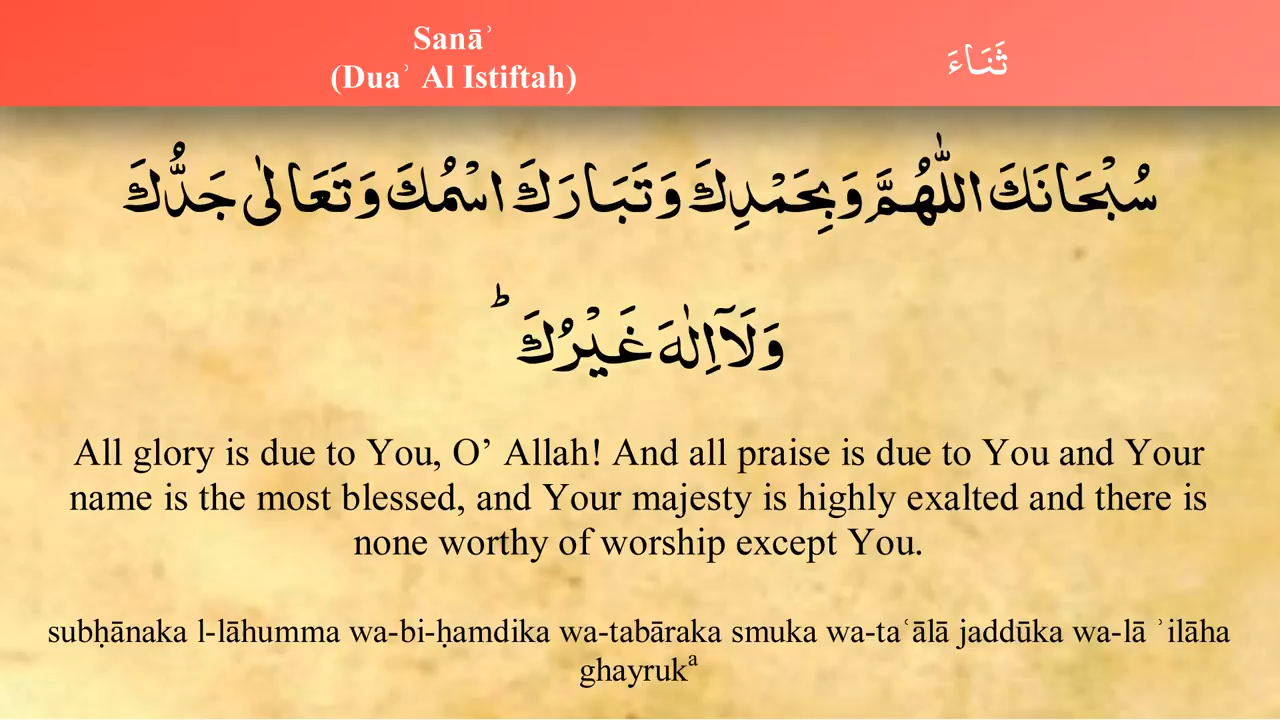 Sanāʾ
(Duaʾ Al Istiftah)
ثَنَاءَ
سُبْحَانَكَ اللّٰهُمَّ وَبِحَمْدِكَ وَتَبَارَكَ اسْمُكَ وَتَعَالٰى جَدُّكَ
وَلَآ اِلٰهَ غَيْرُكَ ؕ
All glory is due to You, O’ Allah! And all praise is due to You and Your
name is the most blessed, and Your majesty is highly exalted and there is
none worthy of worship except You.
subḥānaka l-lāhumma wa-bi-ḥamdika wa-tabāraka smuka wa-taʿālā jaddūka wa-lā ʾilāha
ghayrukᵃ